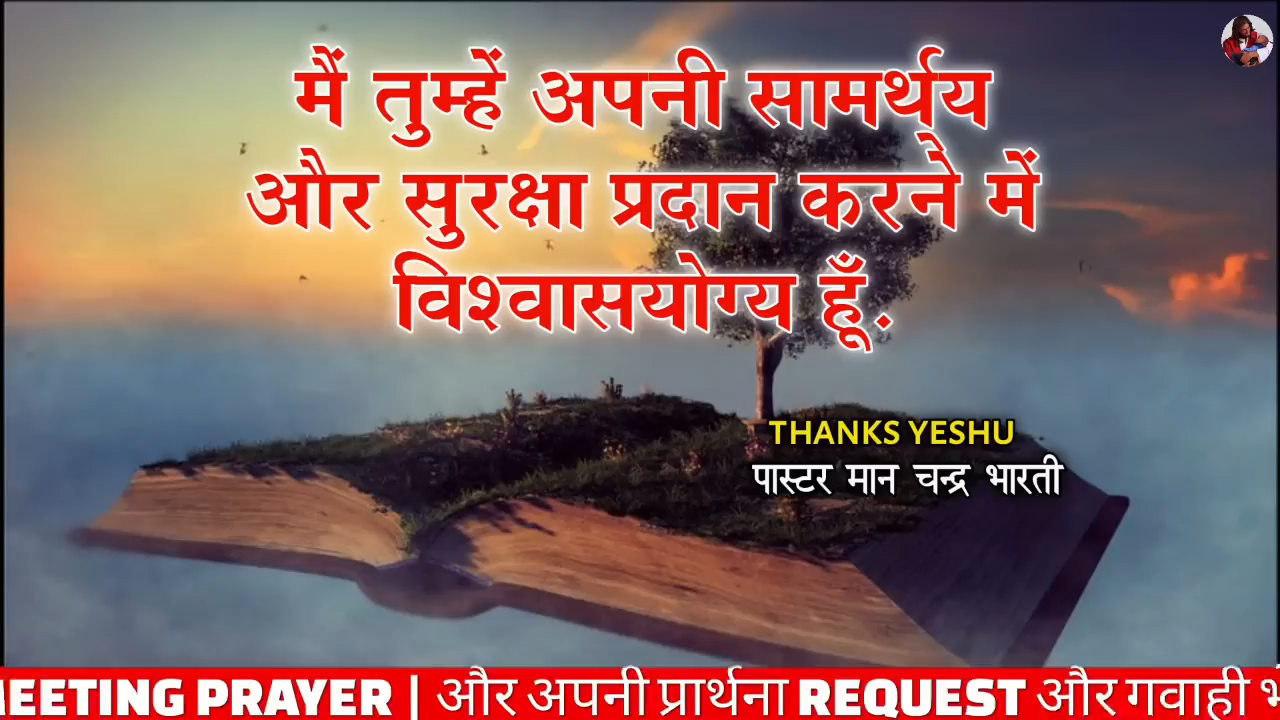 मैं तुम्हें अपनी सामर्थ्य
और सुरक्षा प्रदान करने में
विश्वासयोग्य हूँ.
THANKS YESHU
पास्टर मान चन्द्र भारती
MEETING PRAYER | और अपनी प्रार्थना REQUEST और गवाही